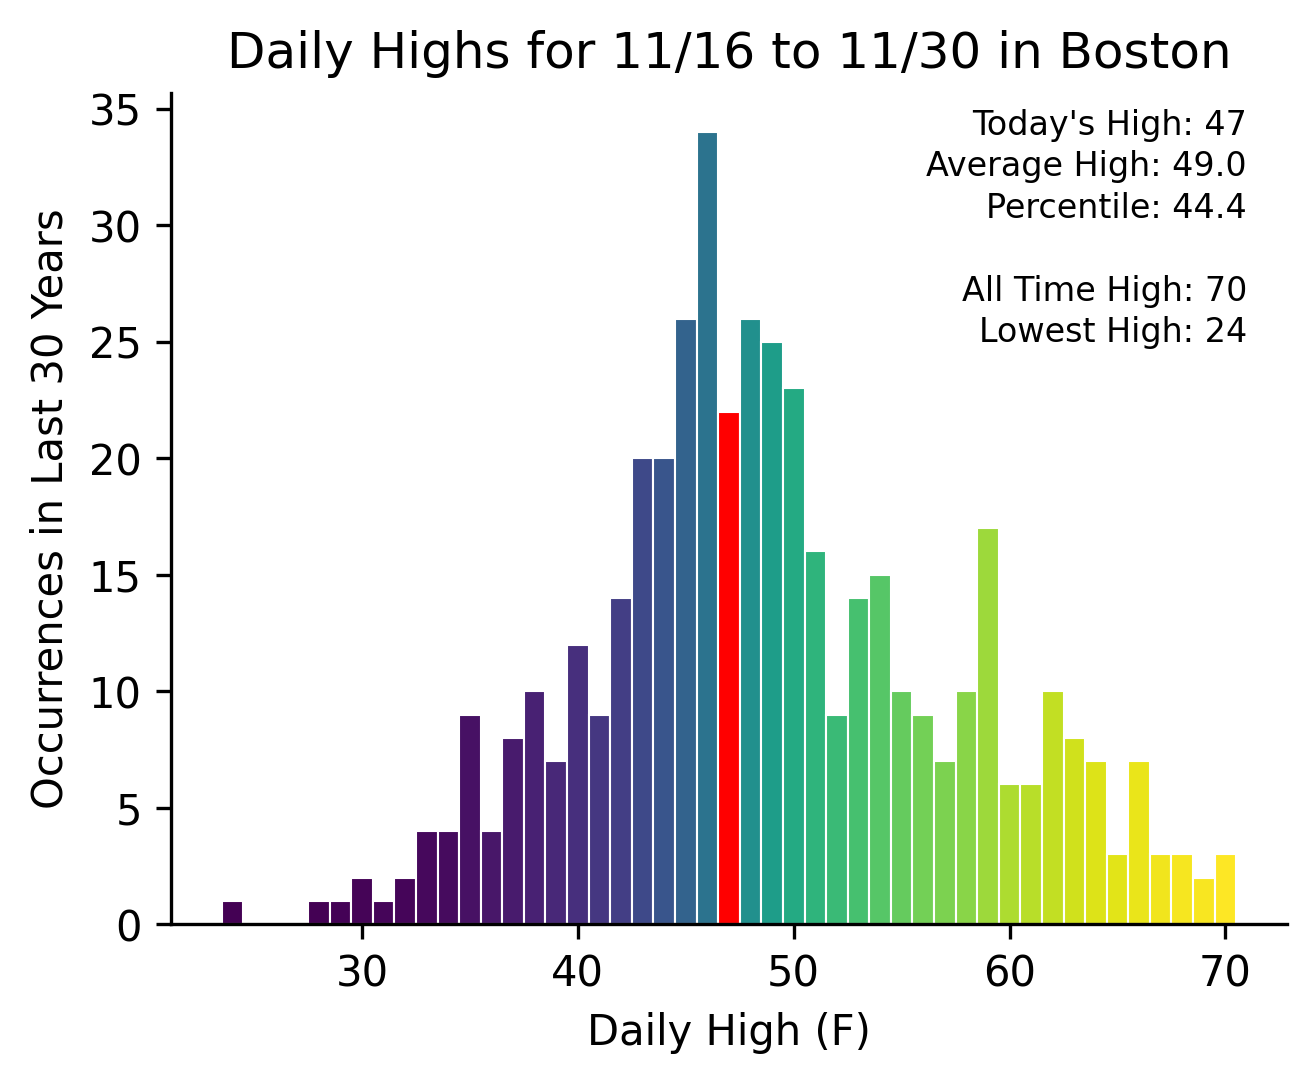 Daily Highs for 11/16 to 11/30 in Boston
Today's High: 47
Average High: 49.0
Percentile: 44.4
All Time High: 70
Lowest High: 24
Occurrences in Last 30 Years
35
30
25
20
15
10
5
0
30 40 50 60 70
Daily High (F)